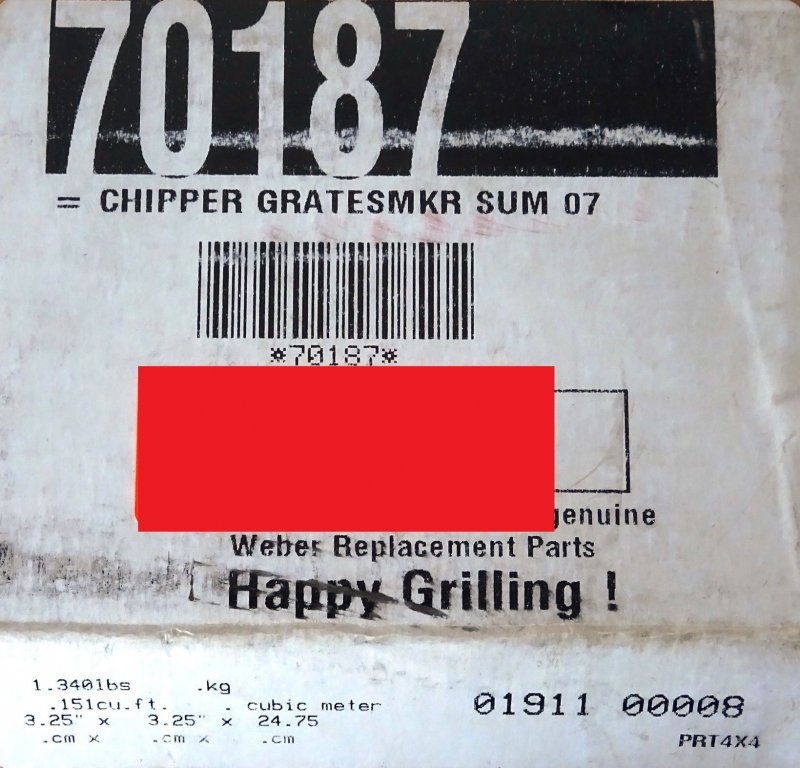 70187
= CHIPPER GRATESMKR SUM 07
*70187*
genuine
Weber Replacement Parts
Happy Grilling !
1.340lbs .kg
.151cu.ft. . cubic meter
3.25" x 3.25" x 24.75
.cm x .cm x .cm
01911 00008
PRT4X4